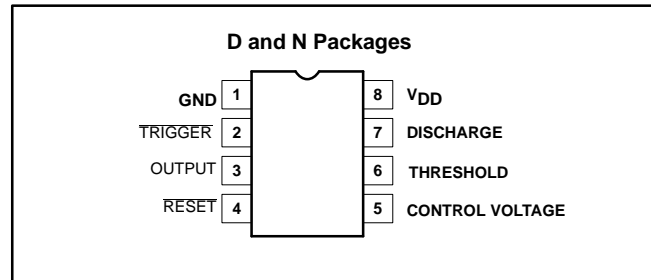 D and N Packages
GND 1 8 VDD
TRIGGER 2 7 DISCHARGE
OUTPUT 3 6 THRESHOLD
RESET 4 5 CONTROL VOLTAGE